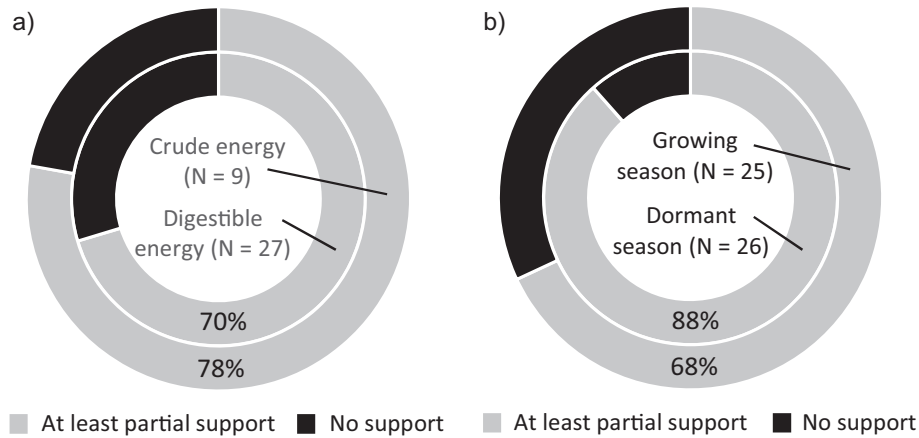 a)
Crude energy
(N = 9)
Digestible
energy (N = 27)
70%
78%
At least partial support No support
b)
Growing
season (N = 25)
Dormant
season (N = 26)
88%
68%
At least partial support No support